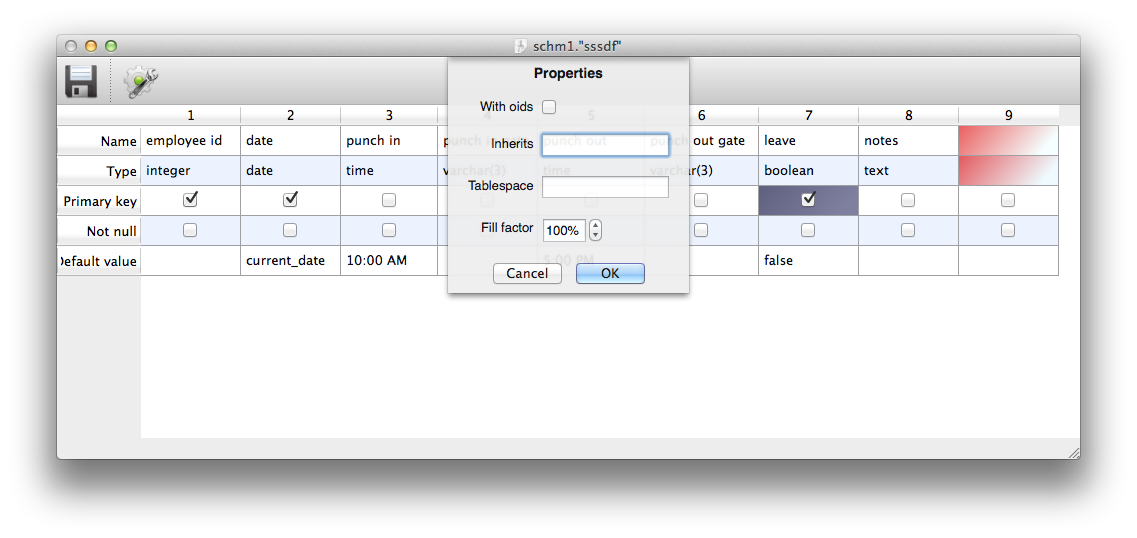 schm1."sssdf"
Properties
With oids
Inherits
Tablespace
Fill factor 100%
Cancel OK
1 2 3 4 5 6 7 8 9
Name employee id date punch in punch in punch out punch out gate leave notes
Type integer date time varchar(3) time varchar(3) boolean text
Primary key
Not null
Default value current_date 10:00 AM 5:00 PM false